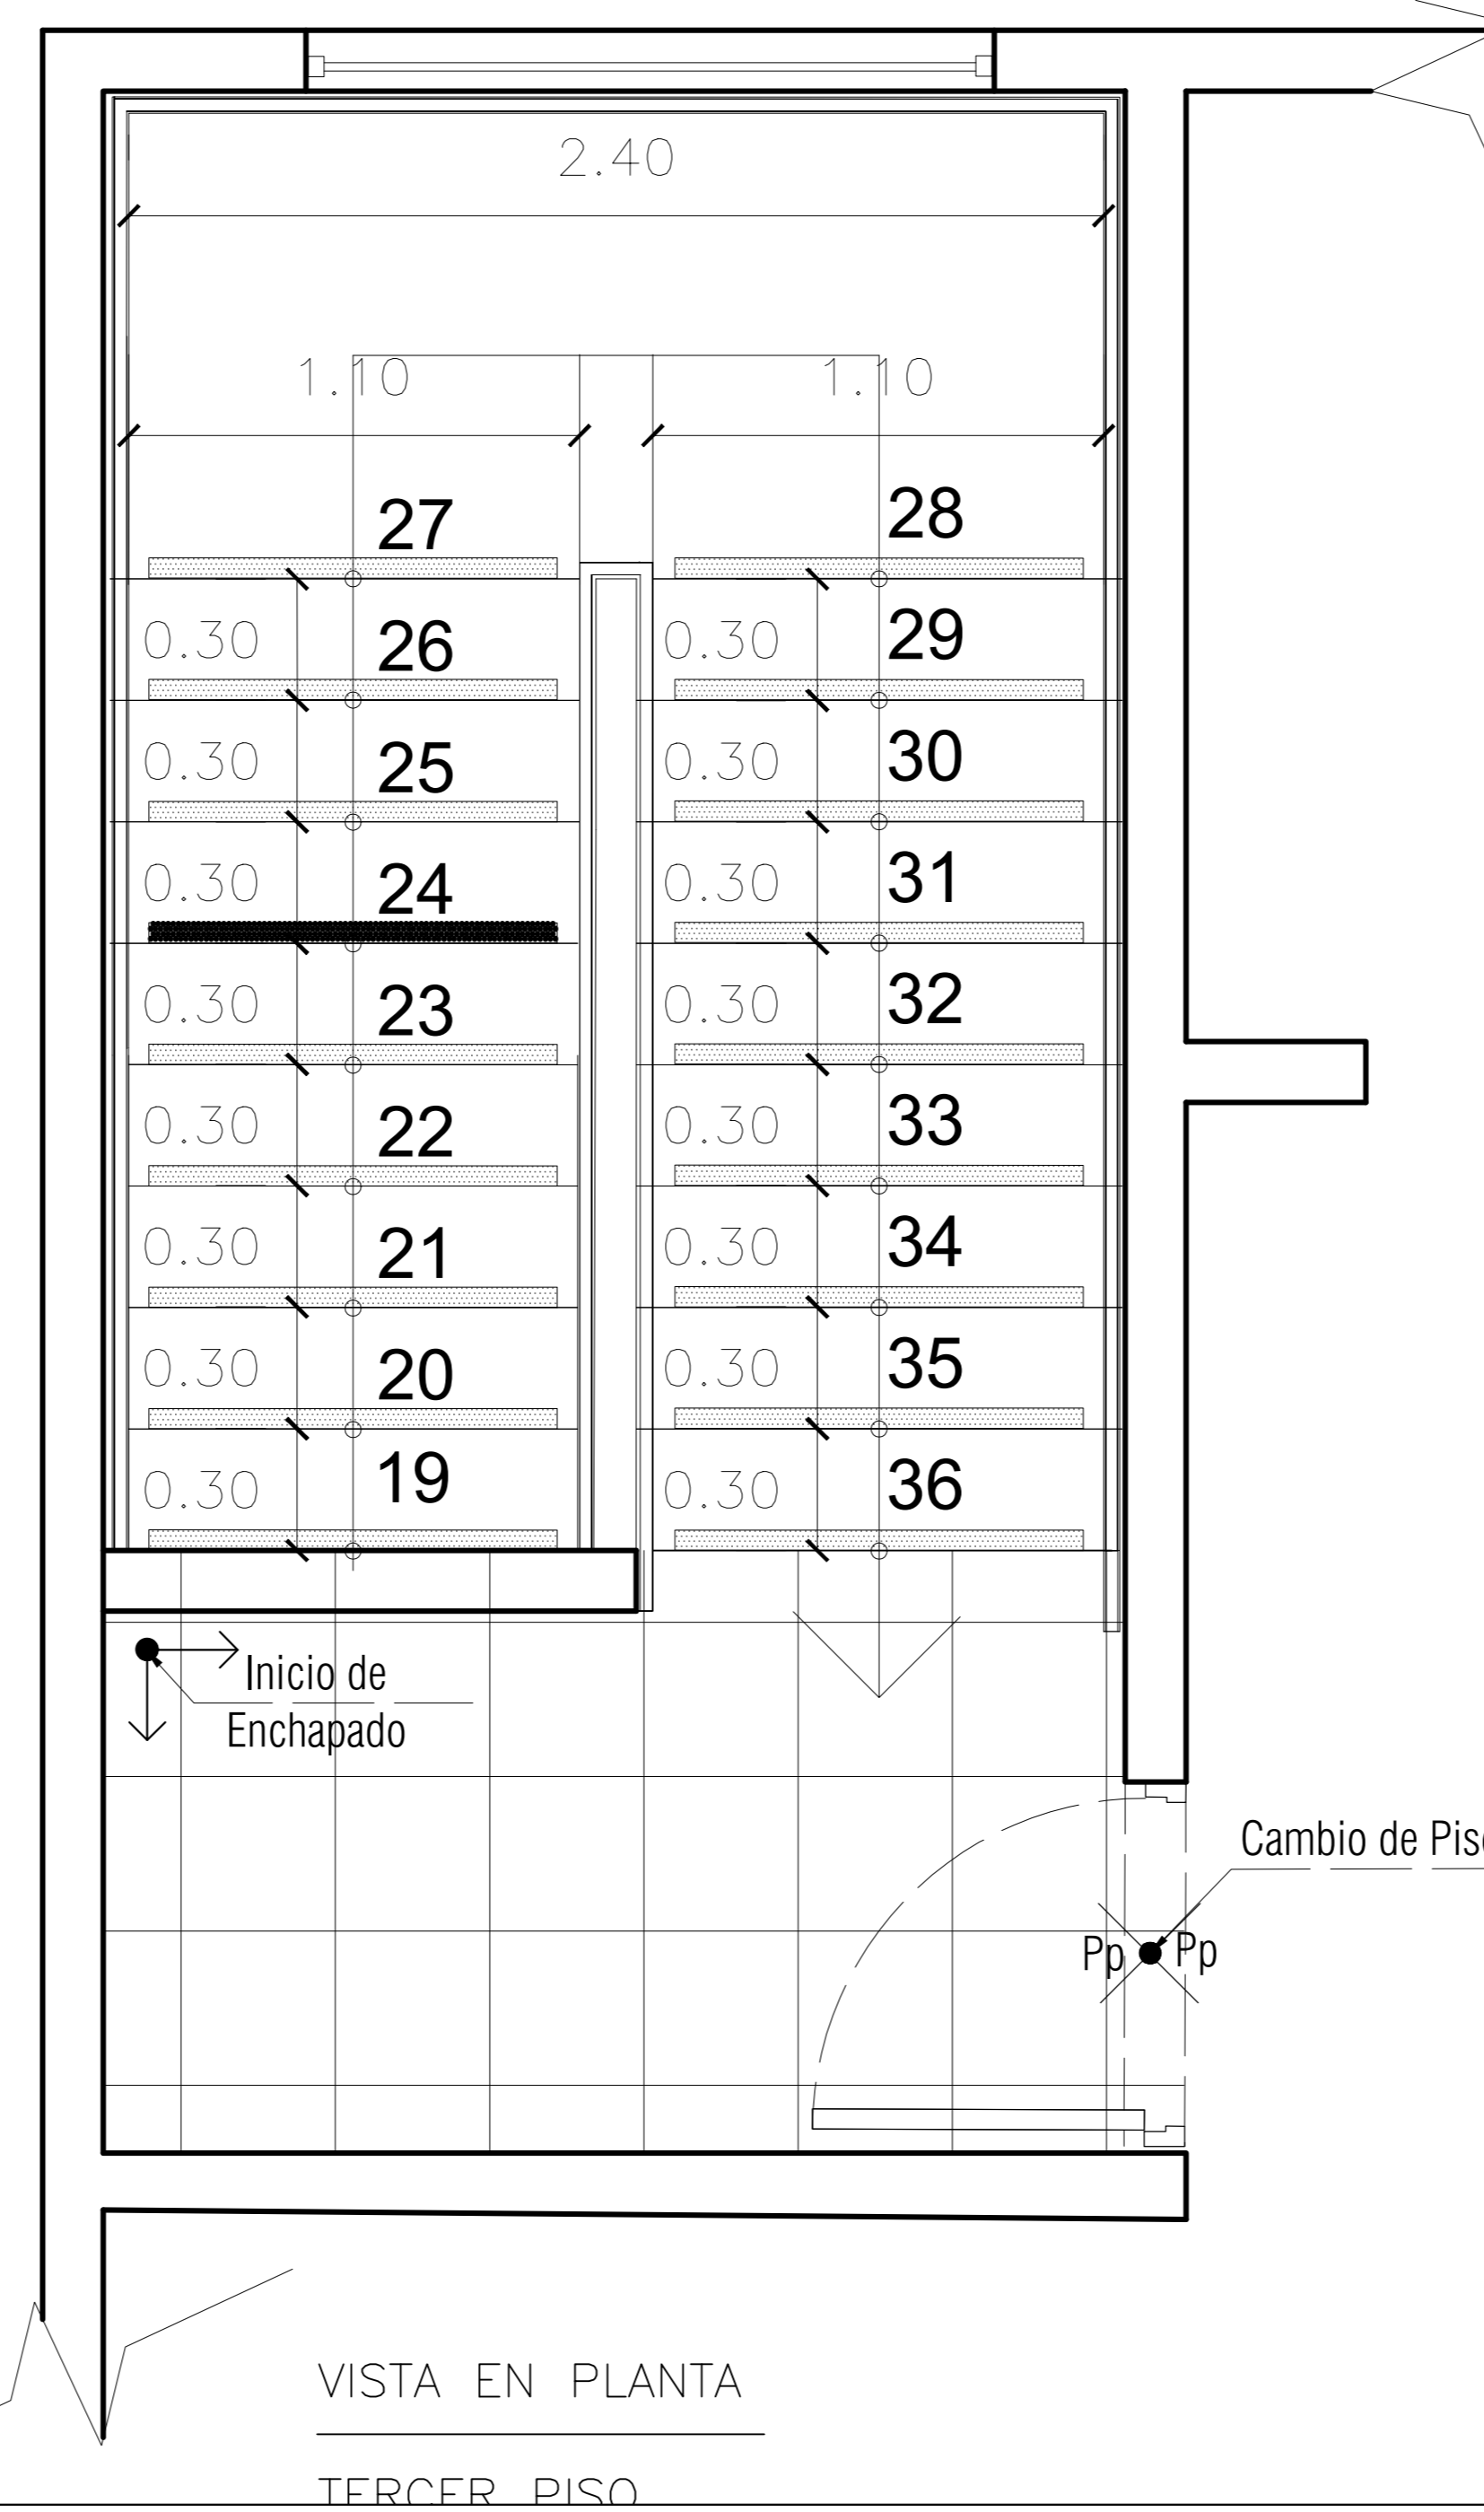 2.40
1.10 1.10
27 28
0.30 26 0.30 29
0.30 25 0.30 30
0.30 24 0.30 31
0.30 23 0.30 32
0.30 22 0.30 33
0.30 21 0.30 34
0.30 20 0.30 35
0.30 19 0.30 36
Inicio de
Enchapado
Cambio de Piso
Pp Pp
VISTA EN PLANTA
TERCER PISO